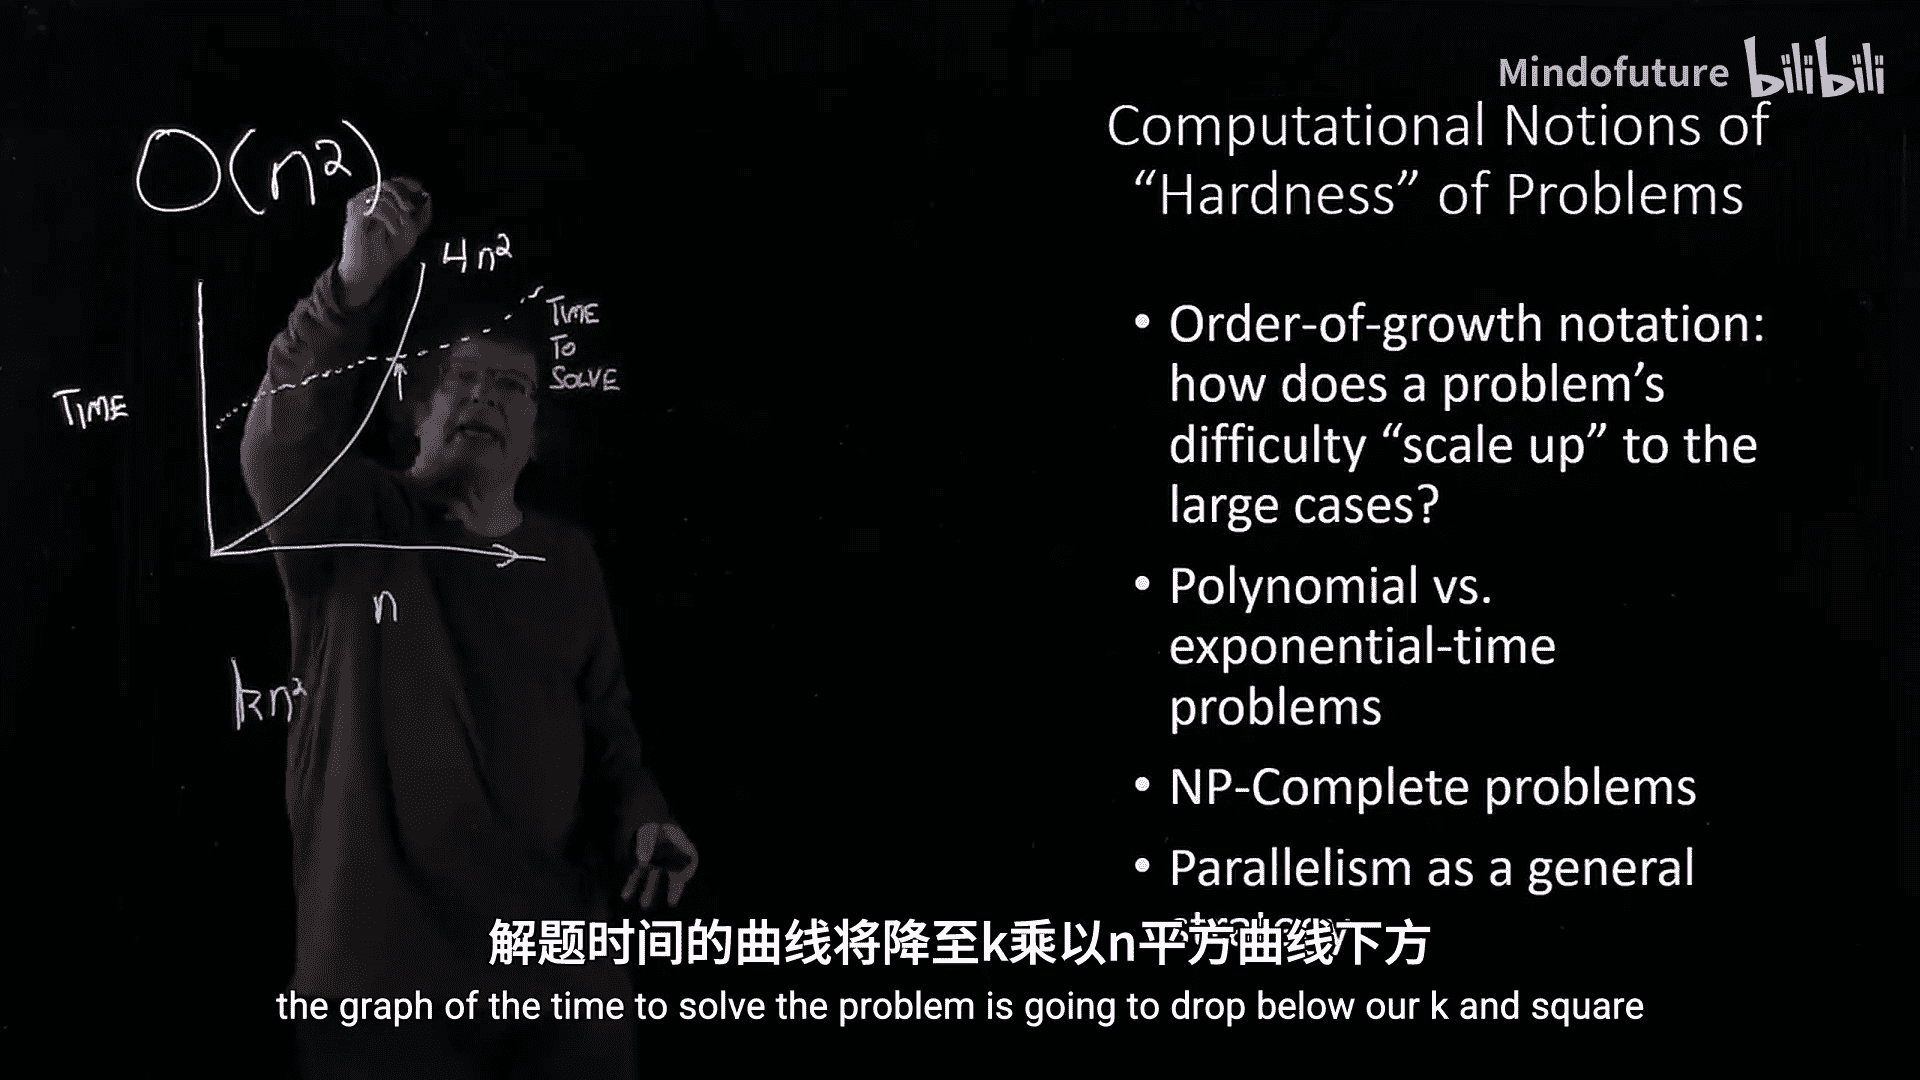 Mindofuture bilibili
O(n²)
4n²
TIME
TO
SOLVE
TIME
n
kn²
Computational Notions of
“Hardness” of Problems
• Order-of-growth notation:
how does a problem’s
difficulty “scale up” to the
large cases?
• Polynomial vs.
exponential-time
problems
• NP-Complete problems
• Parallelism as a general
strategy
解题时间的曲线将降至k乘以n平方曲线下方
the graph of the time to solve the problem is going to drop below our k and square